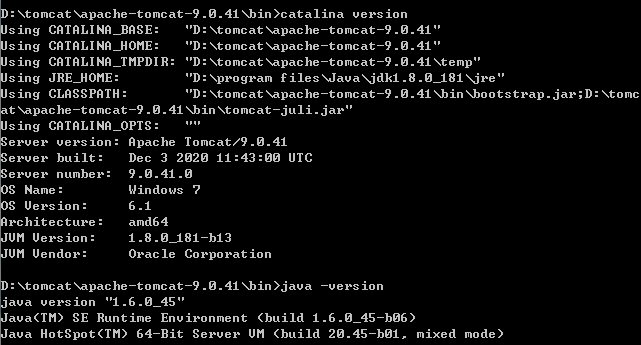 D:\tomcat\apache-tomcat-9.0.41\bin>catalina version
Using CATALINA_BASE:   "D:\tomcat\apache-tomcat-9.0.41"
Using CATALINA_HOME:   "D:\tomcat\apache-tomcat-9.0.41"
Using CATALINA_TMPDIR: "D:\tomcat\apache-tomcat-9.0.41\temp"
Using JRE_HOME:        "D:\program files\Java\jdk1.8.0_181\jre"
Using CLASSPATH:       "D:\tomcat\apache-tomcat-9.0.41\bin\bootstrap.jar;D:\tomc
at\apache-tomcat-9.0.41\bin\tomcat-juli.jar"
Using CATALINA_OPTS:   ""
Server version: Apache Tomcat/9.0.41
Server built:   Dec 3 2020 11:43:00 UTC
Server number:  9.0.41.0
OS Name:        Windows 7
OS Version:     6.1
Architecture:   amd64
JVM Version:    1.8.0_181-b13
JVM Vendor:     Oracle Corporation
D:\tomcat\apache-tomcat-9.0.41\bin>java -version
java version "1.6.0_45"
Java(TM) SE Runtime Environment (build 1.6.0_45-b06)
Java HotSpot(TM) 64-Bit Server VM (build 20.45-b01, mixed mode)